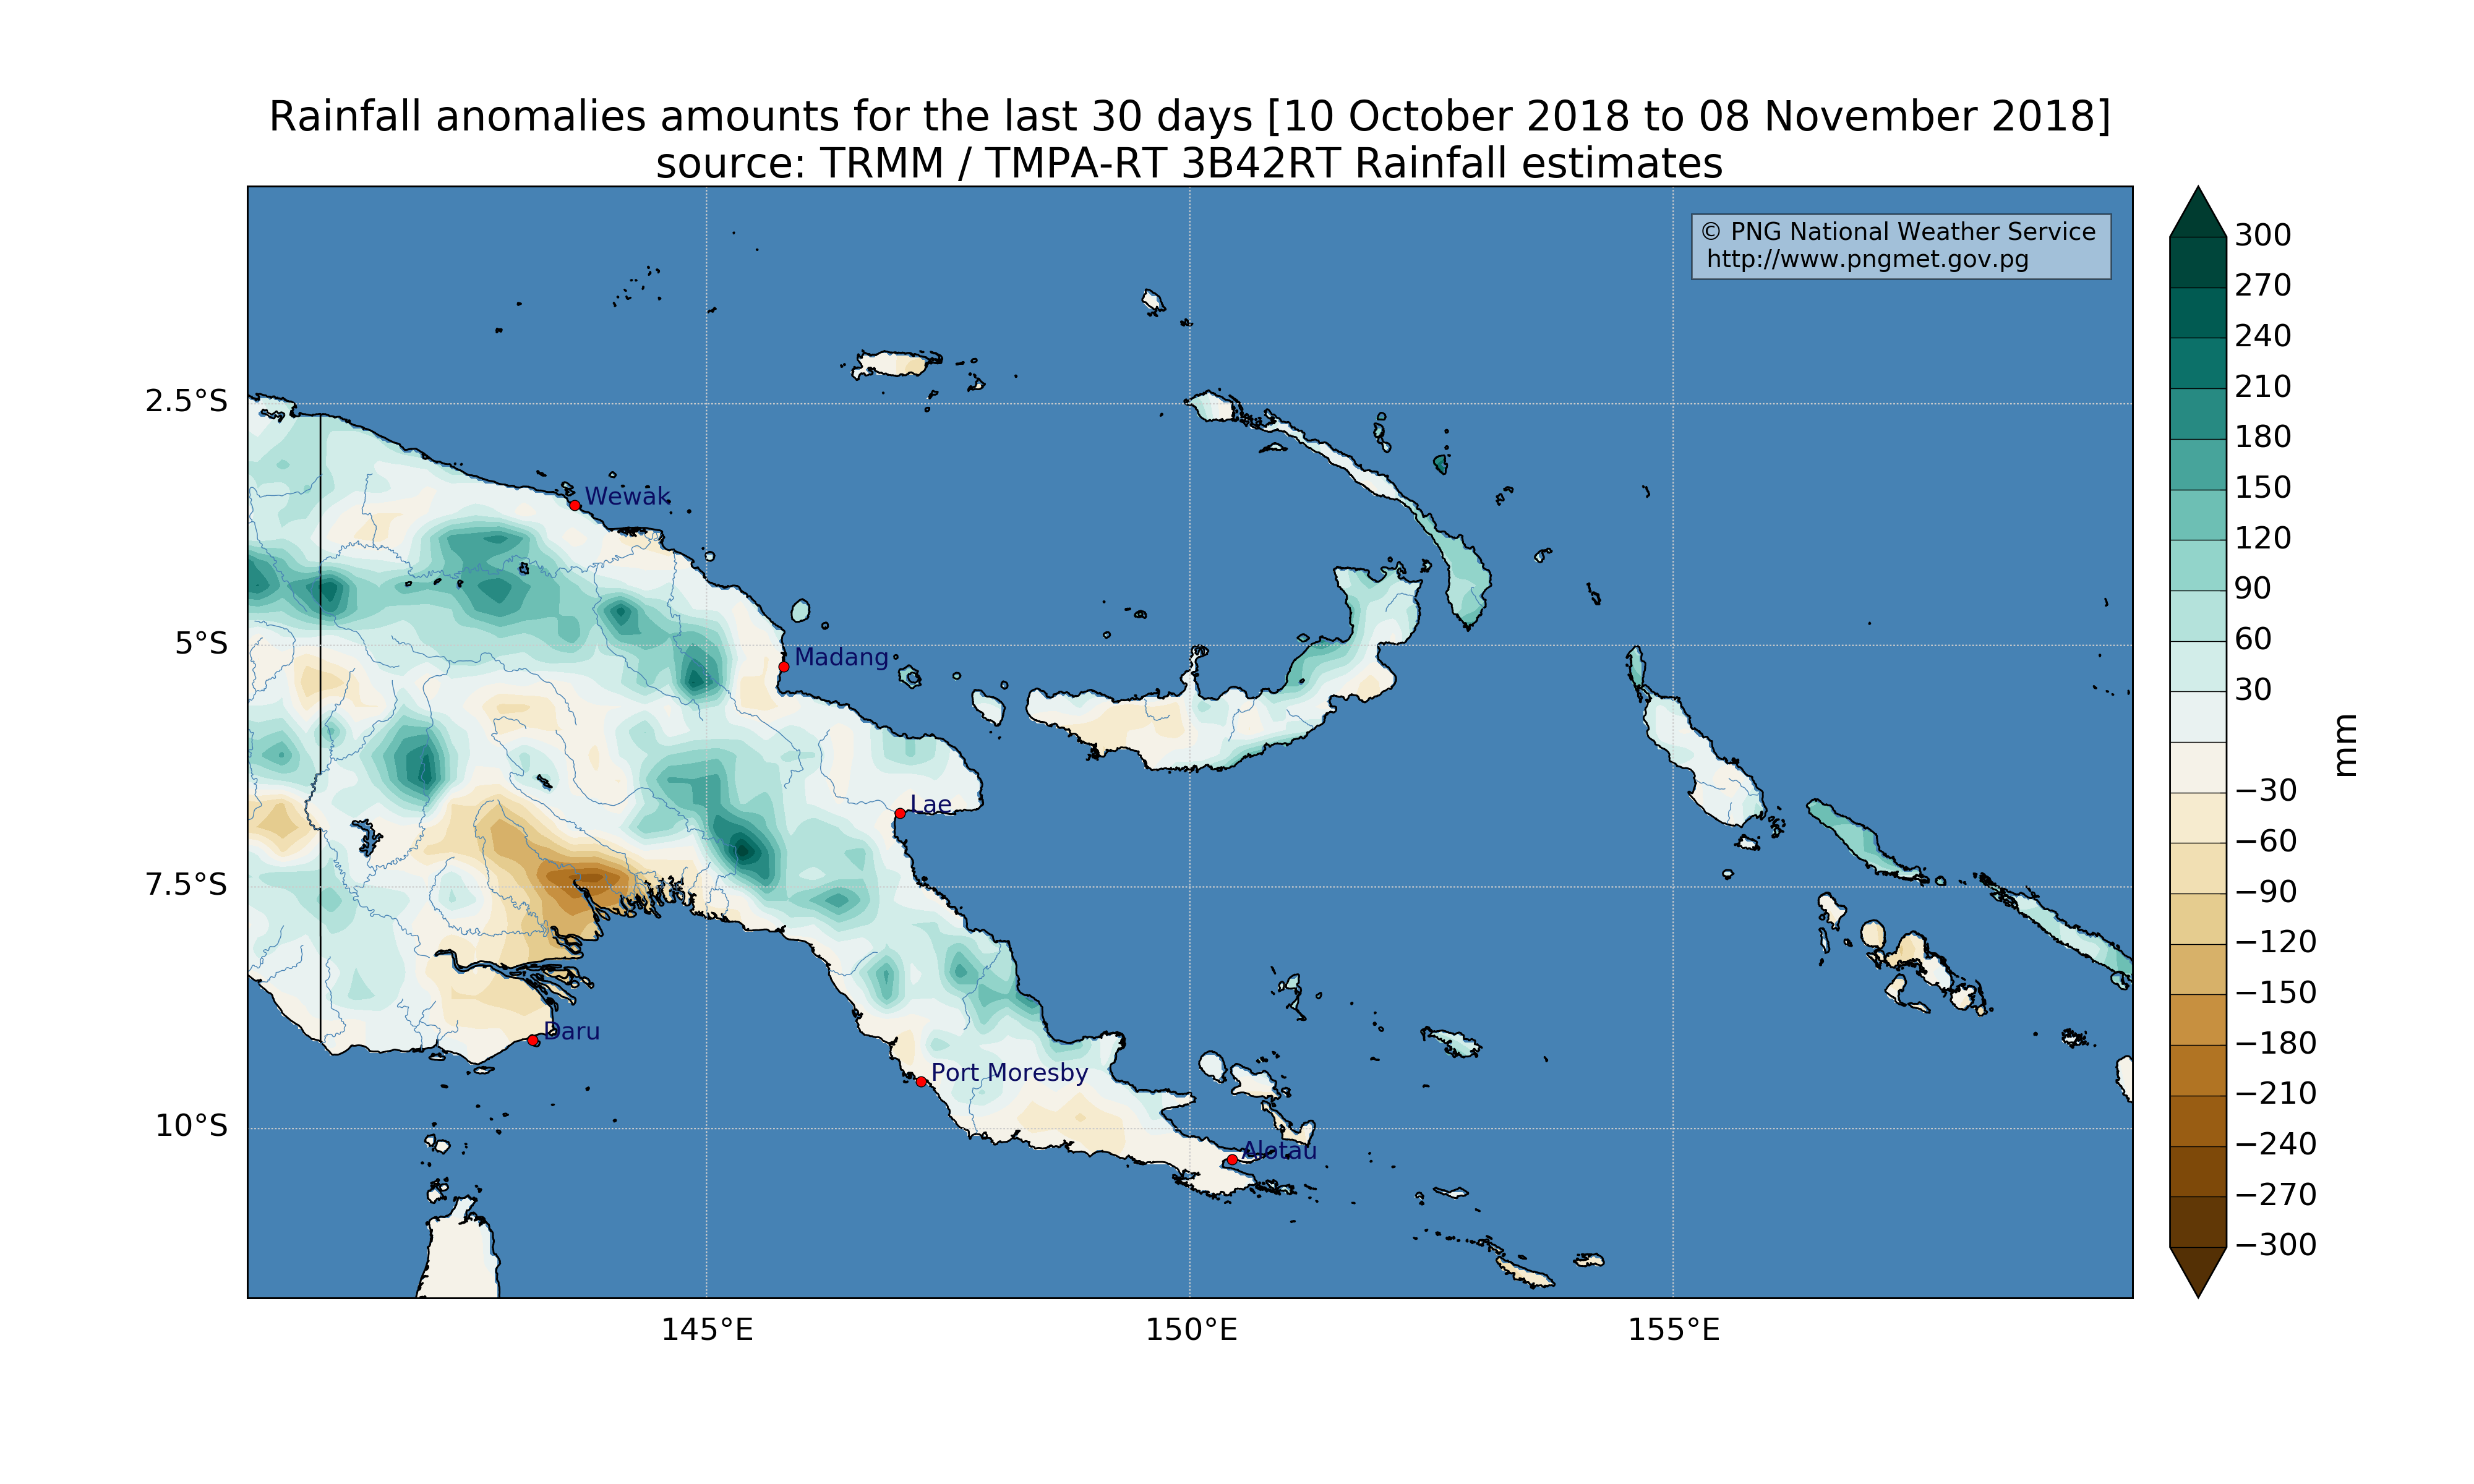 Rainfall anomalies amounts for the last 30 days [10 October 2018 to 08 November 2018]
source: TRMM / TMPA-RT 3B42RT Rainfall estimates
© PNG National Weather Service
http://www.pngmet.gov.pg
2.5°S
5°S
7.5°S
10°S
Wewak
Madang
Lae
Daru
Port Moresby
Alotau
145°E
150°E
155°E
300
270
240
210
180
150
120
90
60
30
−30
−60
−90
−120
−150
−180
−210
−240
−270
−300
mm